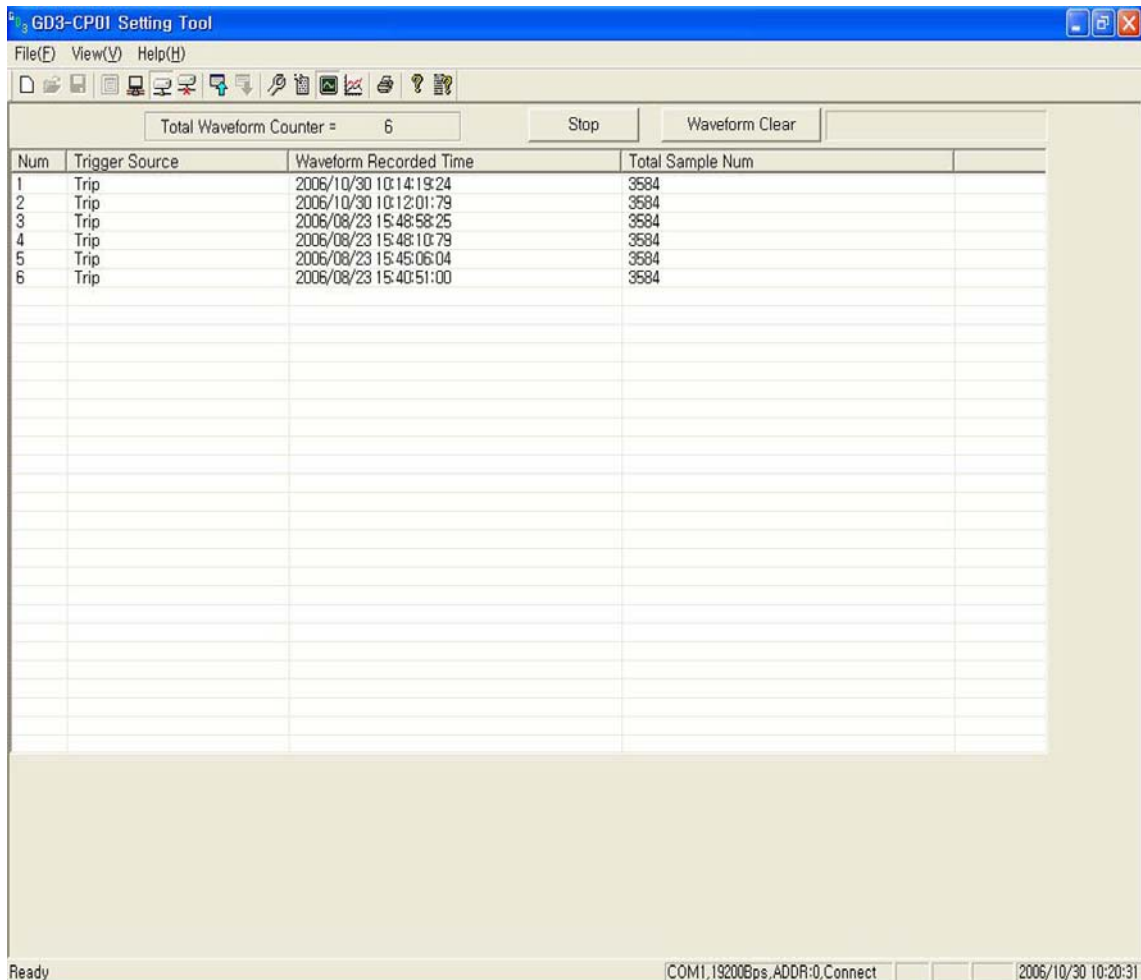 GD3-CP01 Setting Tool
File(F) View(V) Help(H)
Total Waveform Counter = 6 Stop Waveform Clear
Num Trigger Source Waveform Recorded Time Total Sample Num
1 Trip 2006/10/30 10:14:19:24 3584
2 Trip 2006/10/30 10:12:01:79 3584
3 Trip 2006/08/23 15:48:58:25 3584
4 Trip 2006/08/23 15:48:10:79 3584
5 Trip 2006/08/23 15:45:06:04 3584
6 Trip 2006/08/23 15:40:51:00 3584
Ready COM1,19200Bps,ADDR:0,Connect 2006/10/30 10:20:31